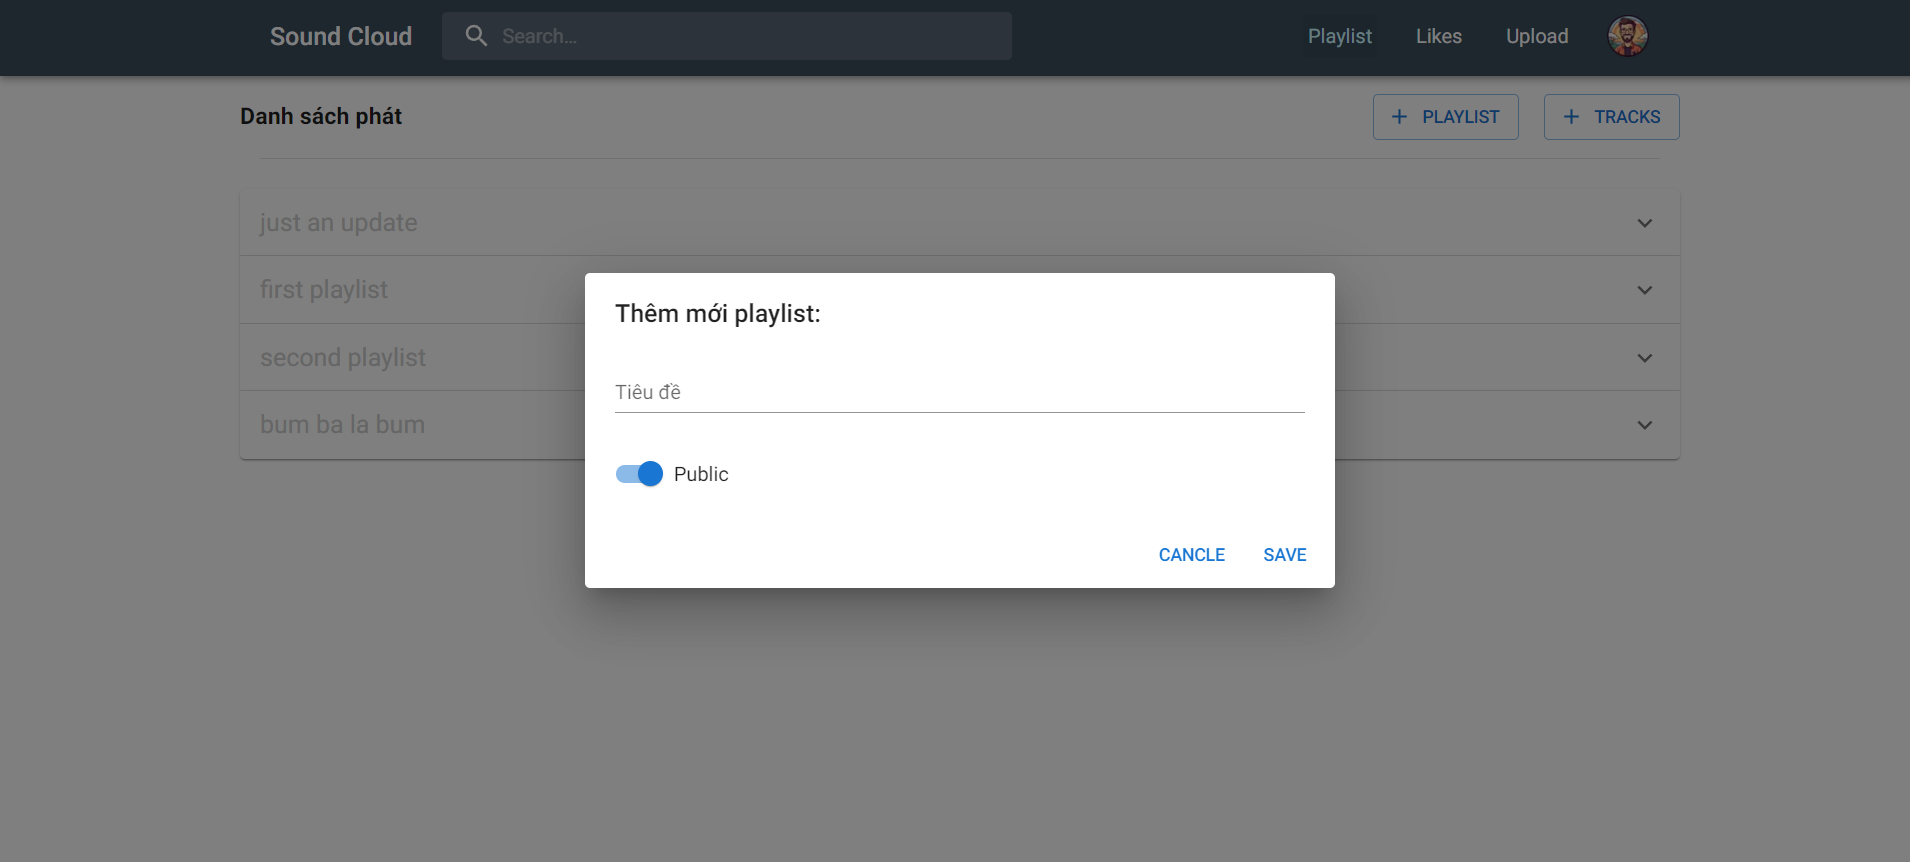 Sound Cloud
Search...
Playlist
Likes
Upload
Danh sách phát
PLAYLIST
TRACKS
just an update
first playlist
second playlist
bum ba la bum
Thêm mới playlist:
Tiêu đề
Public
CANCLE
SAVE